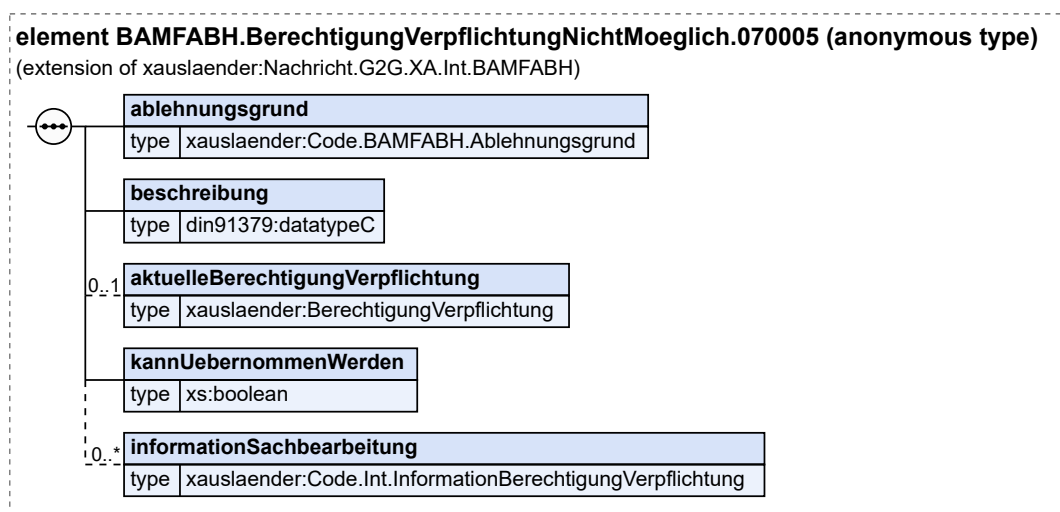 element BAMFABH.BerechtigungVerpflichtungNichtMoeglich.070005 (anonymous type)
(extension of xauslaender:Nachricht.G2G.XA.Int.BAMFABH)
ablehnungsgrund
type xauslaender:Code.BAMFABH.Ablehnungsgrund
beschreibung
type din91379:datatypeC
0..1 aktuelleBerechtigungVerpflichtung
type xauslaender:BerechtigungVerpflichtung
kannUebernommenWerden
type xs:boolean
0..* informationSachbearbeitung
type xauslaender:Code.Int.InformationBerechtigungVerpflichtung